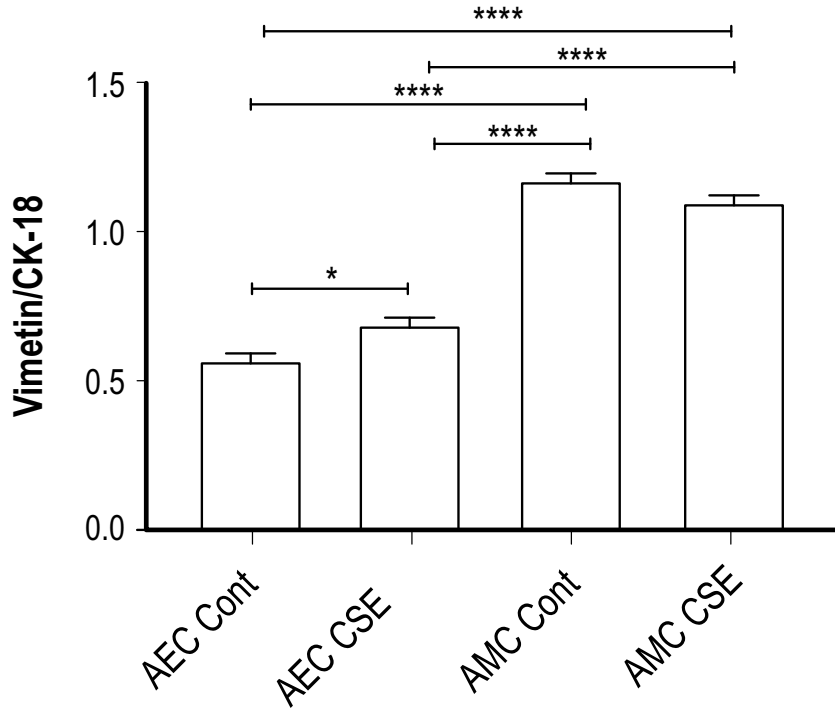 ****
****
1.5
****
****
Vimetin/CK-18
1.0
*
0.5
0.0
AEC Cont
AEC CSE
AMC Cont
AMC CSE